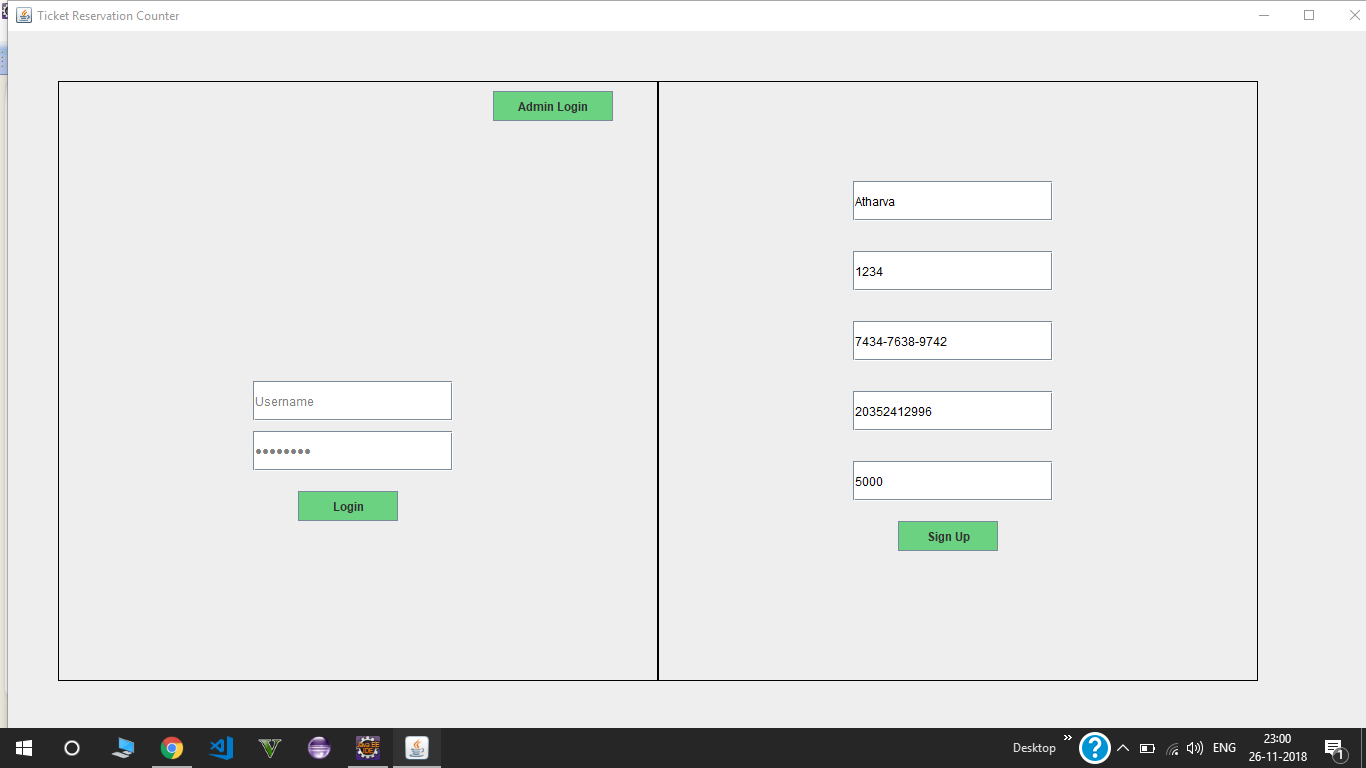 Ticket Reservation Counter
Admin Login
Username
••••••••
Login
Atharva
1234
7434-7638-9742
20352412996
5000
Sign Up
Desktop
ENG
23:00
26-11-2018
1